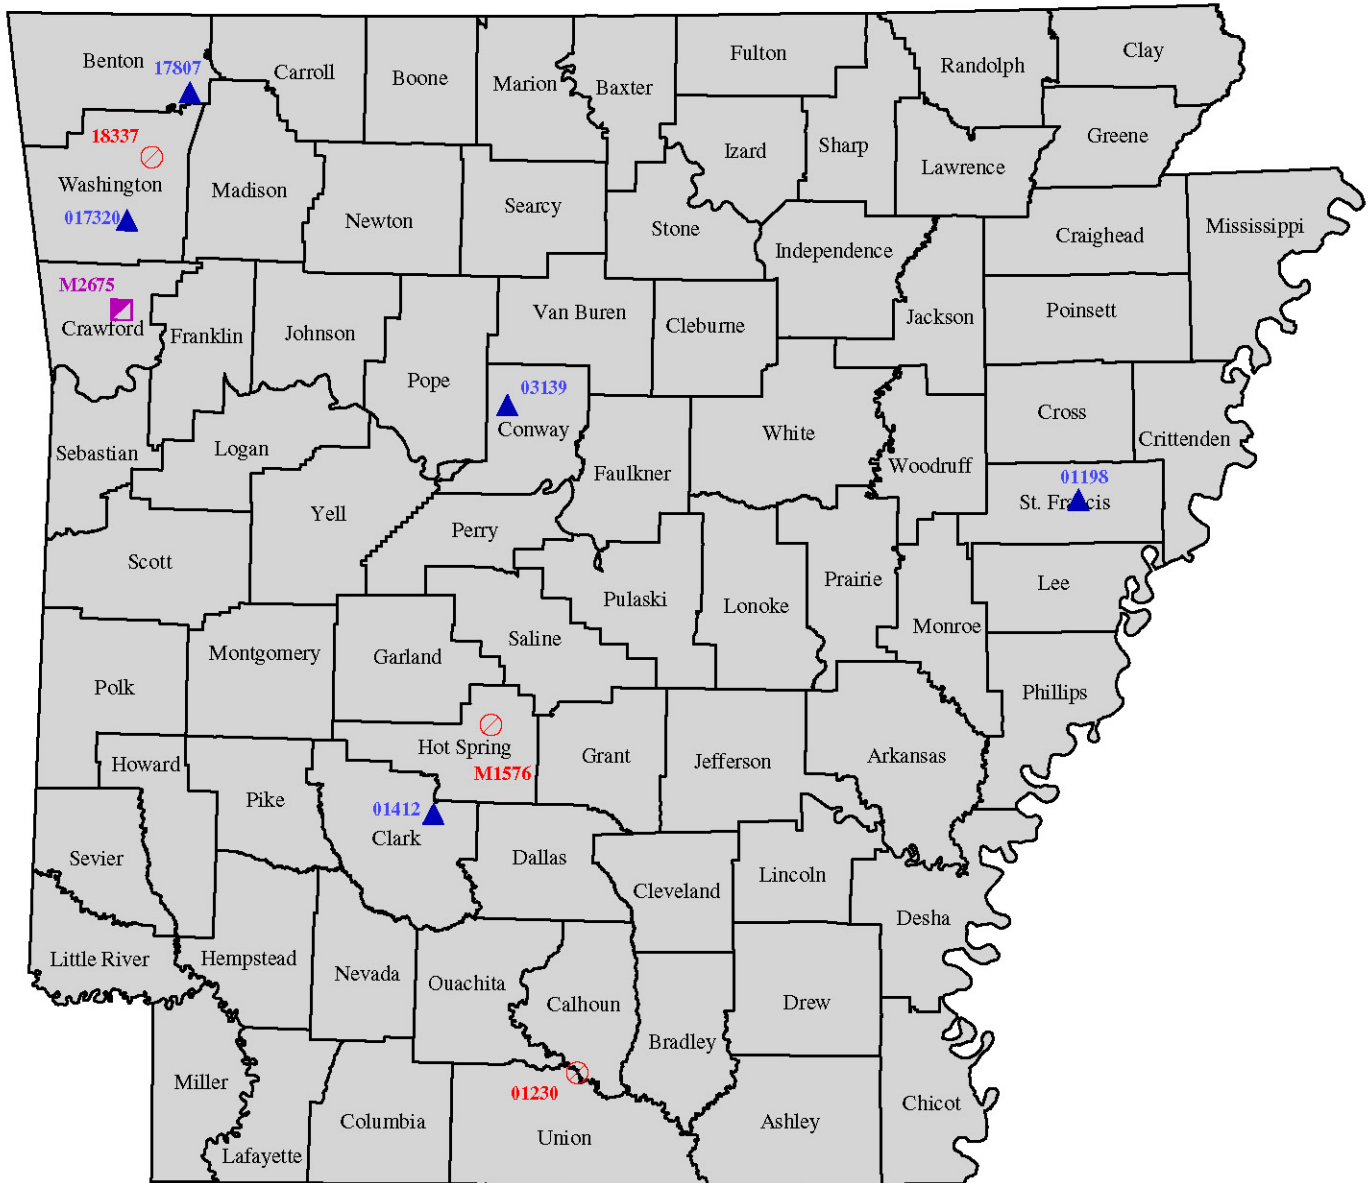 Benton
17807
Carroll
Boone
Marion
Baxter
Fulton
Randolph
Clay
18337
Washington
017320
Madison
Newton
Searcy
Stone
Izard
Sharp
Lawrence
Greene
Independence
Craighead
Mississippi
M2675
Crawford
Franklin
Johnson
Pope
Van Buren
Cleburne
Jackson
Poinsett
03139
Conway
Sebastian
Logan
Faulkner
White
Woodruff
Cross
Crittenden
01198
St. Francis
Scott
Yell
Perry
Pulaski
Lonoke
Prairie
Monroe
Lee
Polk
Montgomery
Garland
Saline
Phillips
Howard
Pike
Hot Spring
M1576
Grant
Jefferson
Arkansas
01412
Clark
Sevier
Dallas
Cleveland
Lincoln
Desha
Little River
Hempstead
Nevada
Ouachita
Calhoun
Bradley
Drew
Miller
01230
Lafayette
Columbia
Union
Ashley
Chicot